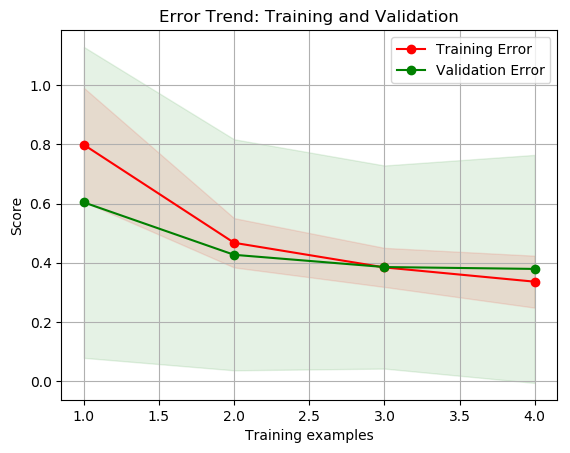 Error Trend: Training and Validation
Training Error
Validation Error
Score
1.0
0.8
0.6
0.4
0.2
0.0
1.0 1.5 2.0 2.5 3.0 3.5 4.0
Training examples